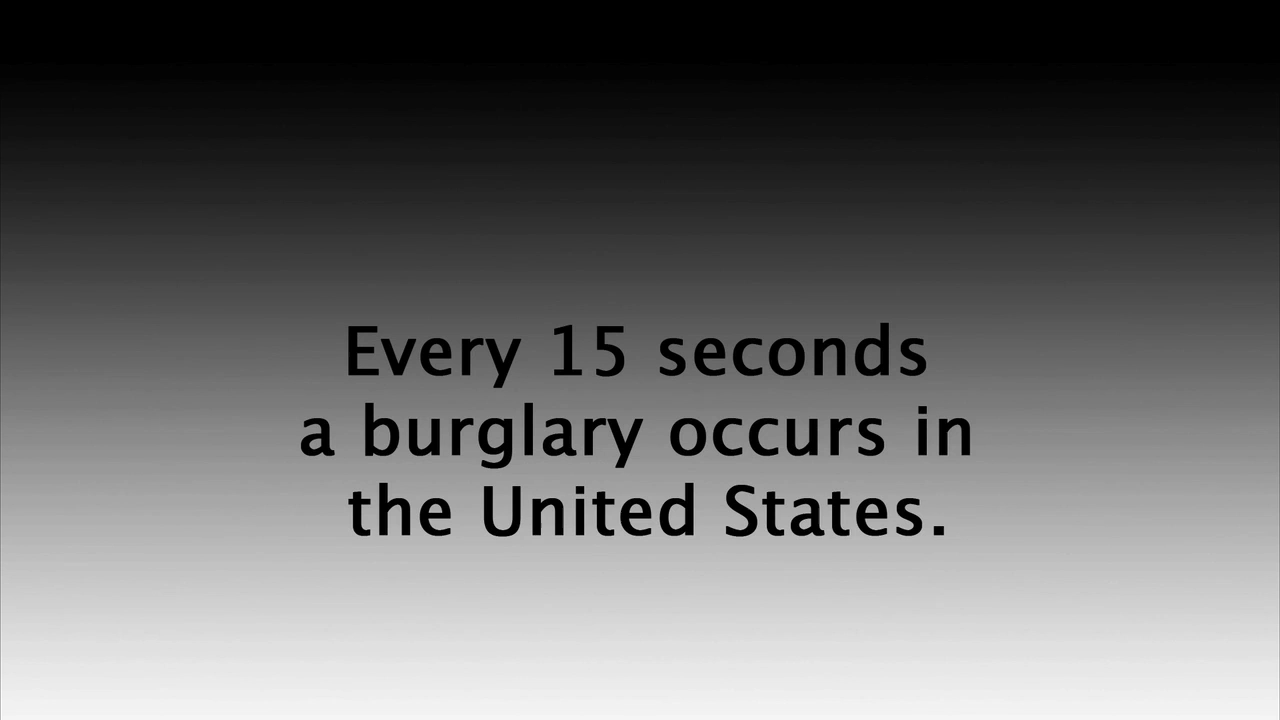 Every 15 seconds
a burglary occurs in
the United States.